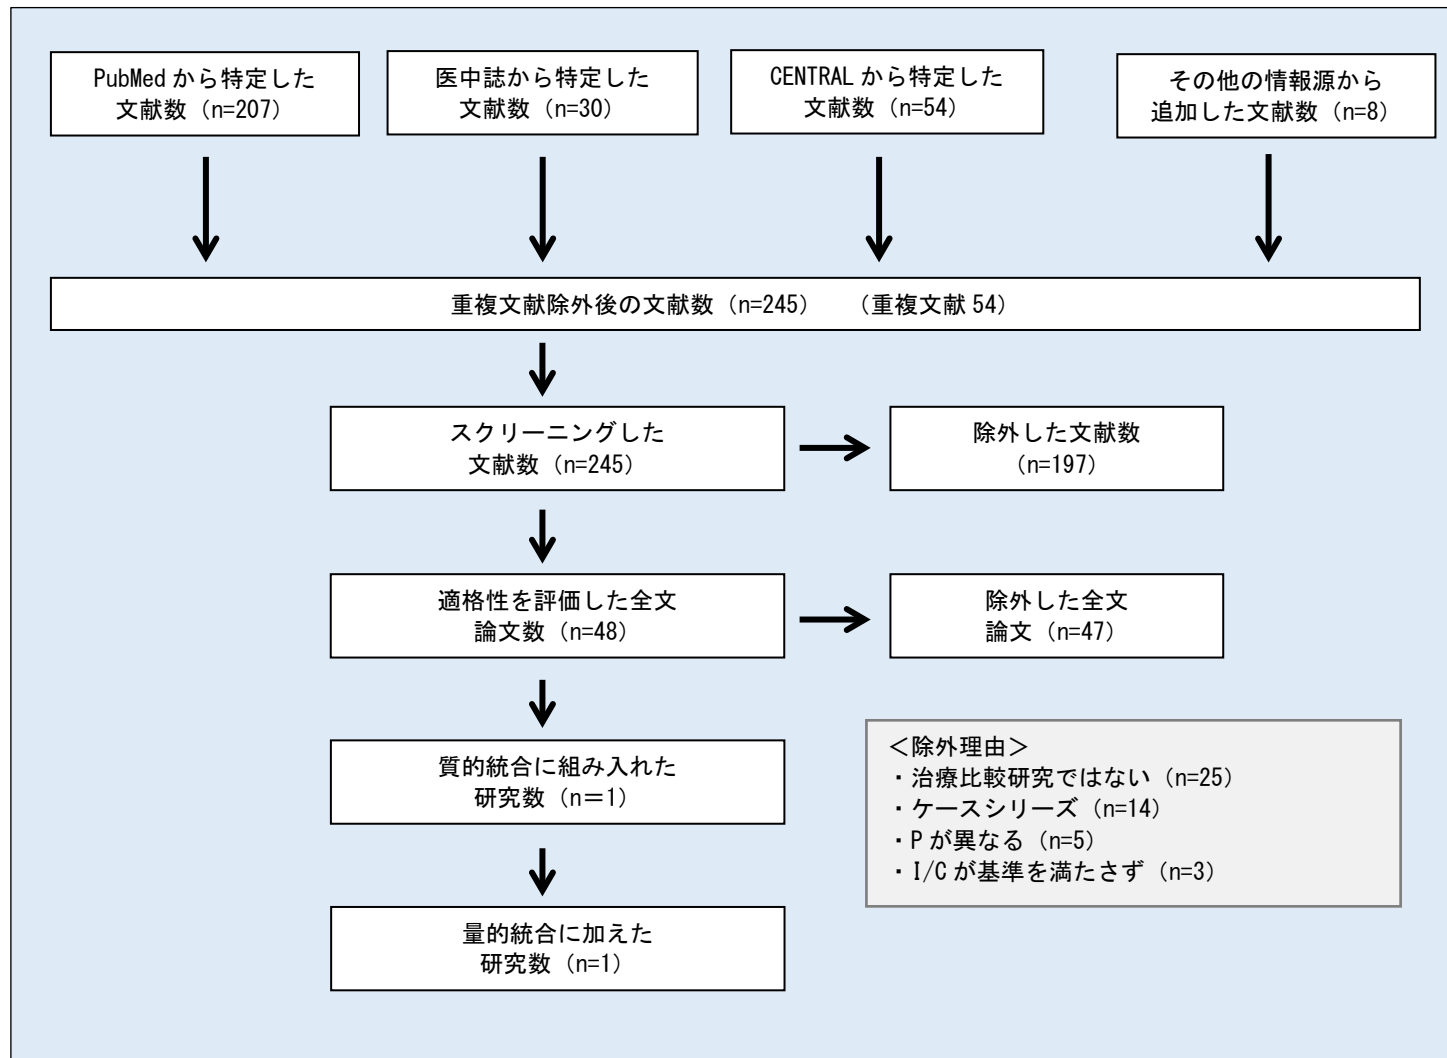 PubMed から特定した
文献数（n=207）
医中誌から特定した
文献数（n=30）
CENTRAL から特定した
文献数（n=54）
その他の情報源から
追加した文献数（n=8）
重複文献除外後の文献数（n=245）　（重複文献 54）
スクリーニングした
文献数（n=245）
除外した文献数
（n=197）
適格性を評価した全文
論文数（n=48）
除外した全文
論文（n=47）
質的統合に組み入れた
研究数（n＝1）
＜除外理由＞
・治療比較研究ではない（n=25）
・ケースシリーズ（n=14）
・P が異なる（n=5）
・I/C が基準を満たさず（n=3）
量的統合に加えた
研究数（n=1）